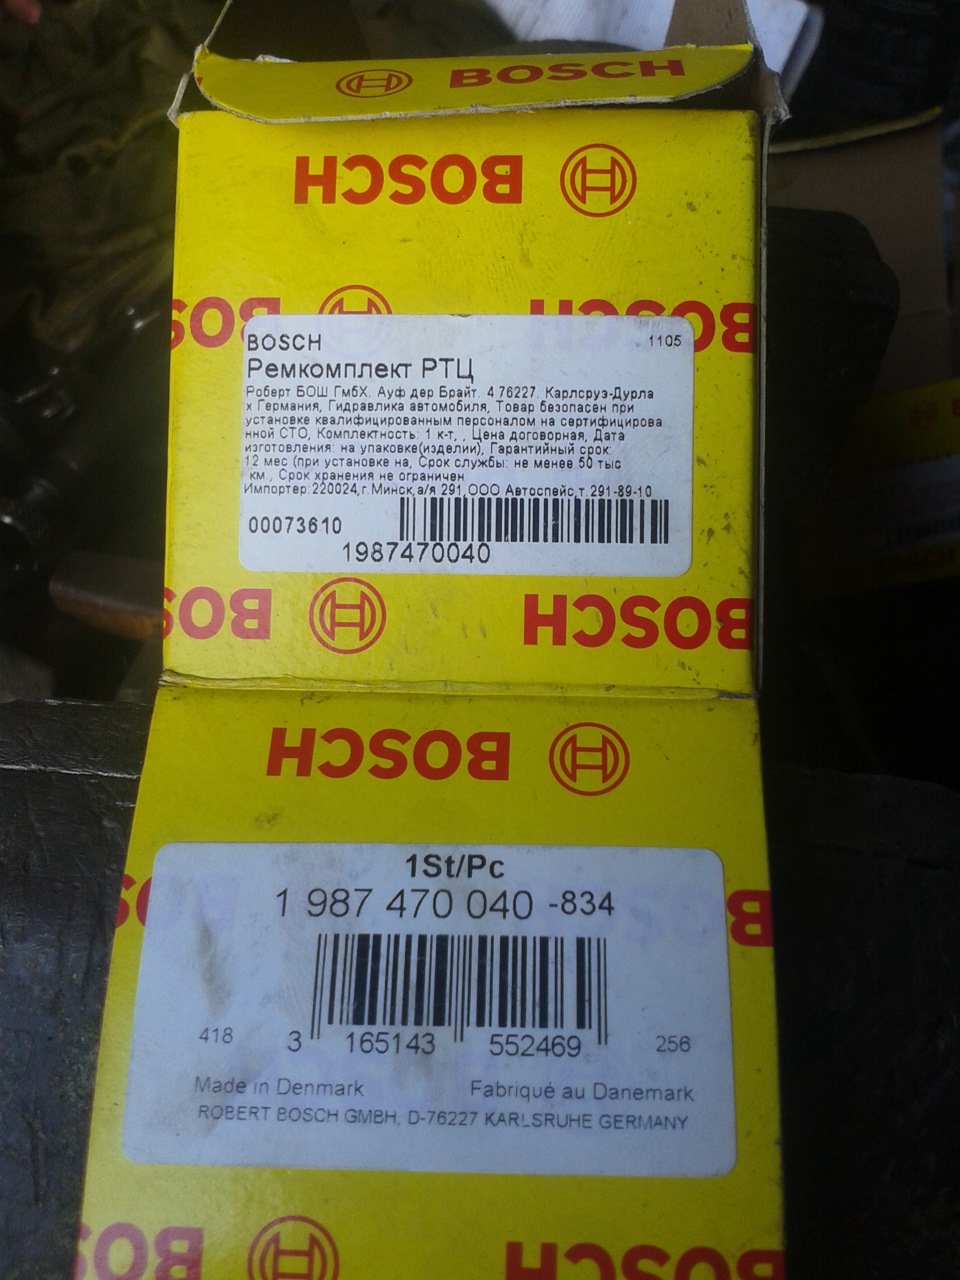 BOSCH
BOSCH
BOSCH
BOSCH
BOSCH
BOSCH 1105
Ремкомплект РТЦ
Роберт БОШ ГмбХ. Ауф дер Брайт. 4 76227. Карлсруэ-Дурла
х Германия, Гидравлика автомобиля, Товар безопасен при
установке квалифицированным персоналом на сертифицирова
нной СТО, Комплектность: 1 к-т, , Цена договорная, Дата
изготовления: на упаковке(изделии), Гарантийный срок:
12 мес (при установке на, Срок службы: не менее 50 тыс
км., Срок хранения не ограничен
Импортер:220024,г.Минск,а/я 291,ООО Автоспейс,т.291-89-10
00073610
1987470040
BOSCH
BOSCH
1St/Pc
1 987 470 040 -834
418 3 165143 552469 256
Made in Denmark Fabriqué au Danemark
ROBERT BOSCH GMBH, D-76227 KARLSRUHE GERMANY
BOSCH
BOSCH